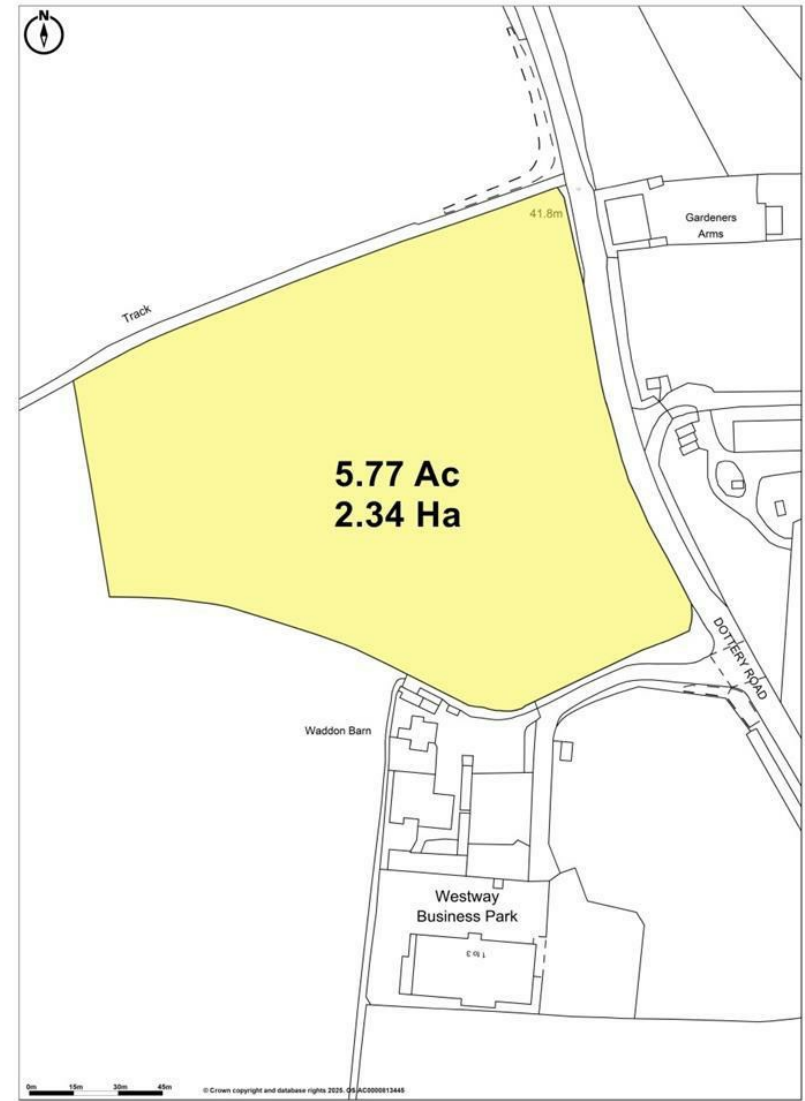 N
41.8m
Gardeners
Arms
Track
5.77 Ac
2.34 Ha
DOTTERY ROAD
Waddon Barn
Westway
Business Park
1 to 3
0m 15m 30m 45m
© Crown copyright and database rights 2025. OS AC0000813445